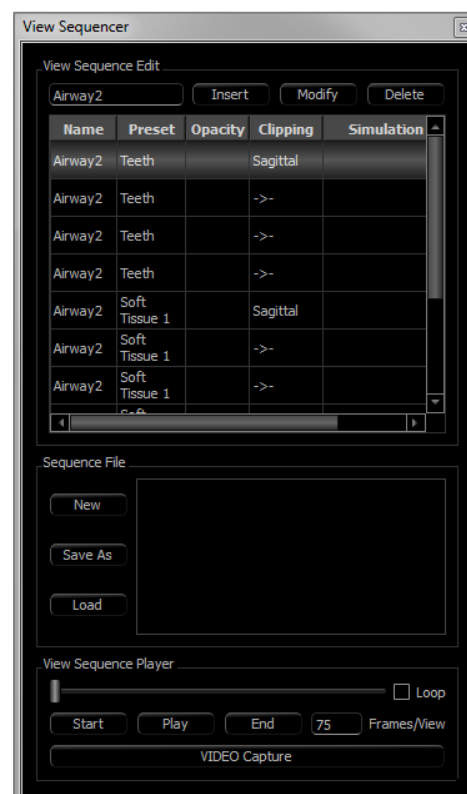 View Sequencer
View Sequence Edit
Airway2 Insert Modify Delete
Name Preset Opacity Clipping Simulation
Airway2 Teeth Sagittal
Airway2 Teeth ->-
Airway2 Teeth ->-
Airway2 Teeth ->-
Airway2 Soft Tissue 1 Sagittal
Airway2 Soft Tissue 1 ->-
Airway2 Soft Tissue 1 ->-
Sequence File
New
Save As
Load
View Sequence Player
Loop
Start Play End 75 Frames/View
VIDEO Capture